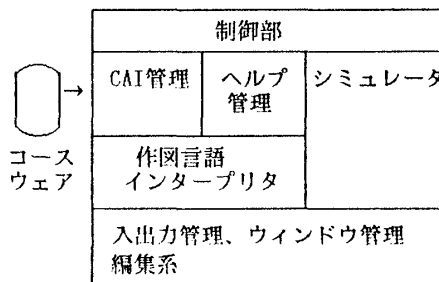 制御部
CAI管理
ヘルプ
管理
シミュレータ
コース
ウェア
作図言語
インタープリタ
入出力管理、ウィンドウ管理
編集系